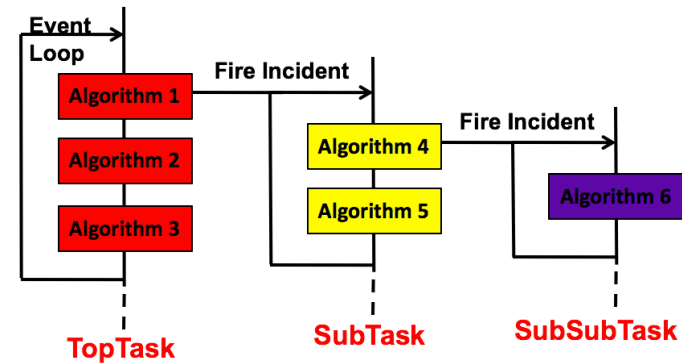 Event
Loop
Fire Incident
Algorithm 1
Fire Incident
Algorithm 2
Algorithm 4
Algorithm 3
Algorithm 5
Algorithm 6
TopTask
SubTask
SubSubTask